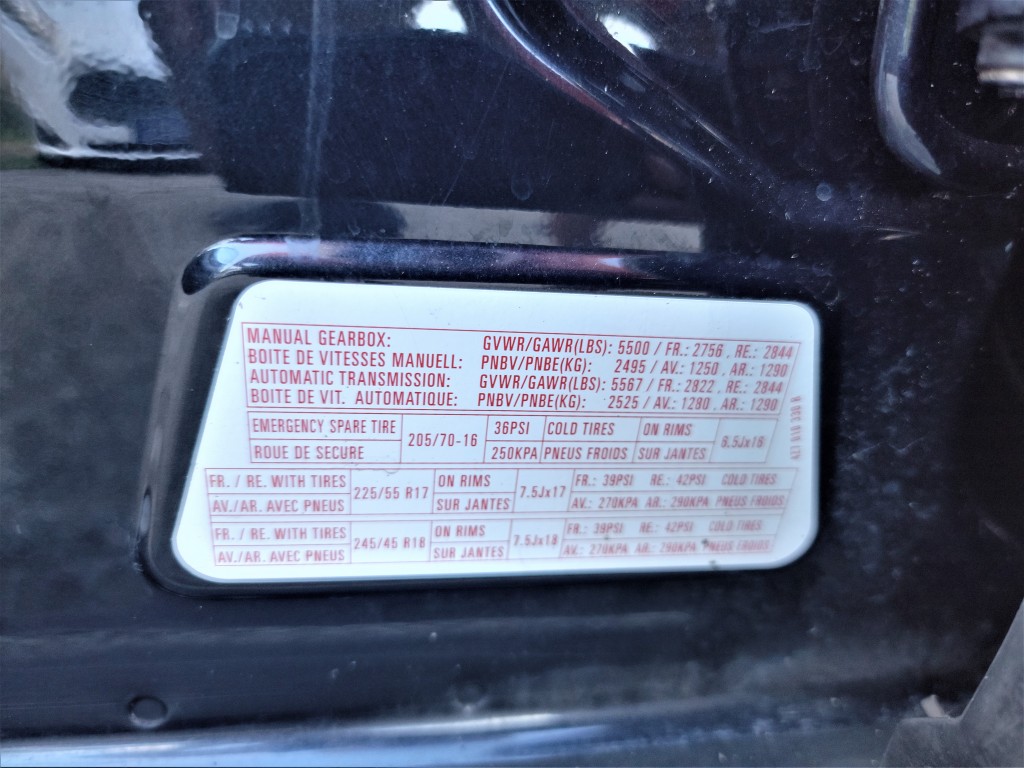 MANUAL GEARBOX: GVWR/GAWR(LBS): 5500 / FR.: 2756 . RE.: 2844
BOITE DE VITESSES MANUELL: PNBV/PNBE(KG): 2495 / AV.: 1250 . AR.: 1290
AUTOMATIC TRANSMISSION: GVWR/GAWR(LBS): 5567 / FR.: 2822 . RE.: 2844
BOITE DE VIT. AUTOMATIQUE: PNBV/PNBE(KG): 2525 / AV.: 1280 . AR.: 1290
EMERGENCY SPARE TIRE 205/70-16 36PSI COLD TIRES ON RIMS 6.5Jx16
ROUE DE SECURE 250KPA PNEUS FROIDS SUR JANTES
FR. / RE. WITH TIRES 225/55 R17 ON RIMS 7.5Jx17 FR.: 39PSI RE.: 42PSI COLD TIRES
AV./AR. AVEC PNEUS SUR JANTES AV.: 270KPA AR.: 290KPA PNEUS FROIDS
FR. / RE. WITH TIRES 245/45 R18 ON RIMS 7.5Jx18 FR.: 39PSI RE.: 42PSI COLD TIRES
AV./AR. AVEC PNEUS SUR JANTES AV.: 270KPA AR.: 290KPA PNEUS FROIDS